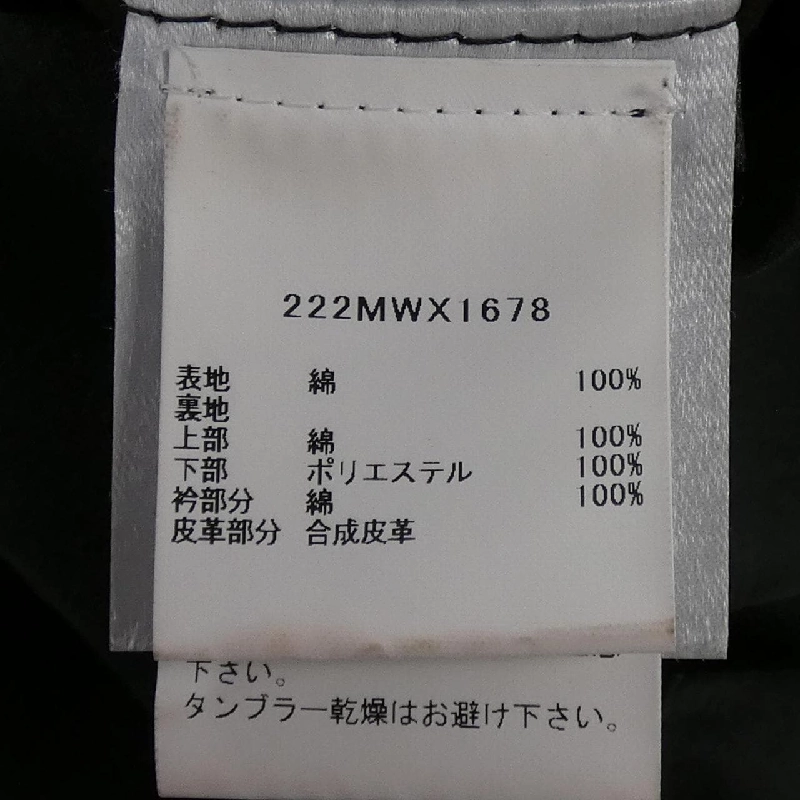 222MWX1678
表地 綿 100%
裏地
上部 綿 100%
下部 ポリエステル 100%
衿部分 綿 100%
皮革部分 合成皮革
下さい。
タンブラー乾燥はお避け下さい。